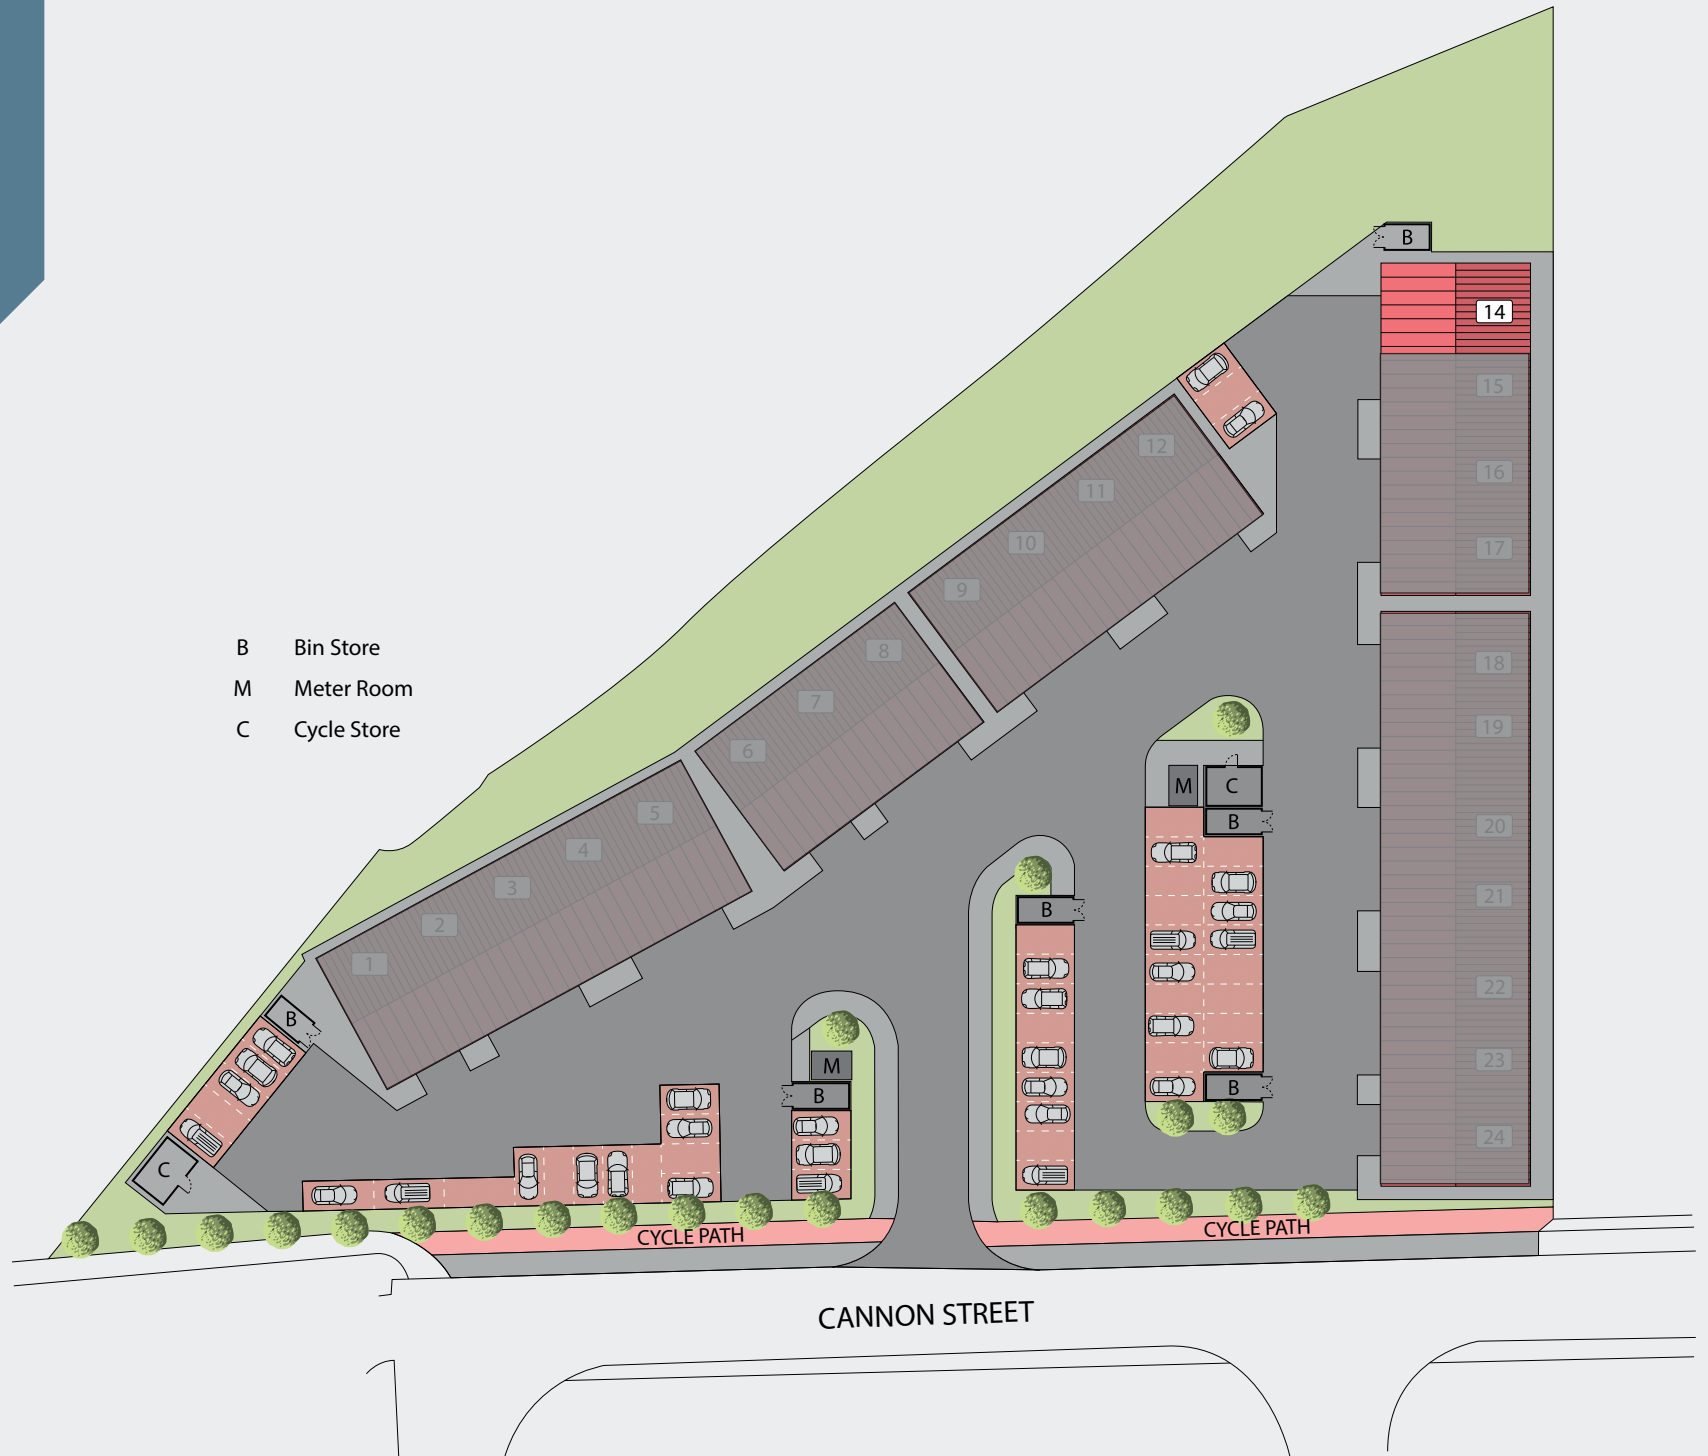 B
14
15
16
17
12
11
10
9
8
7
6
5
4
3
2
1
B Bin Store
M Meter Room
C Cycle Store
18
19
20
21
22
23
24
M
C
B
B
B
B
M
B
C
CYCLE PATH
CYCLE PATH
CANNON STREET